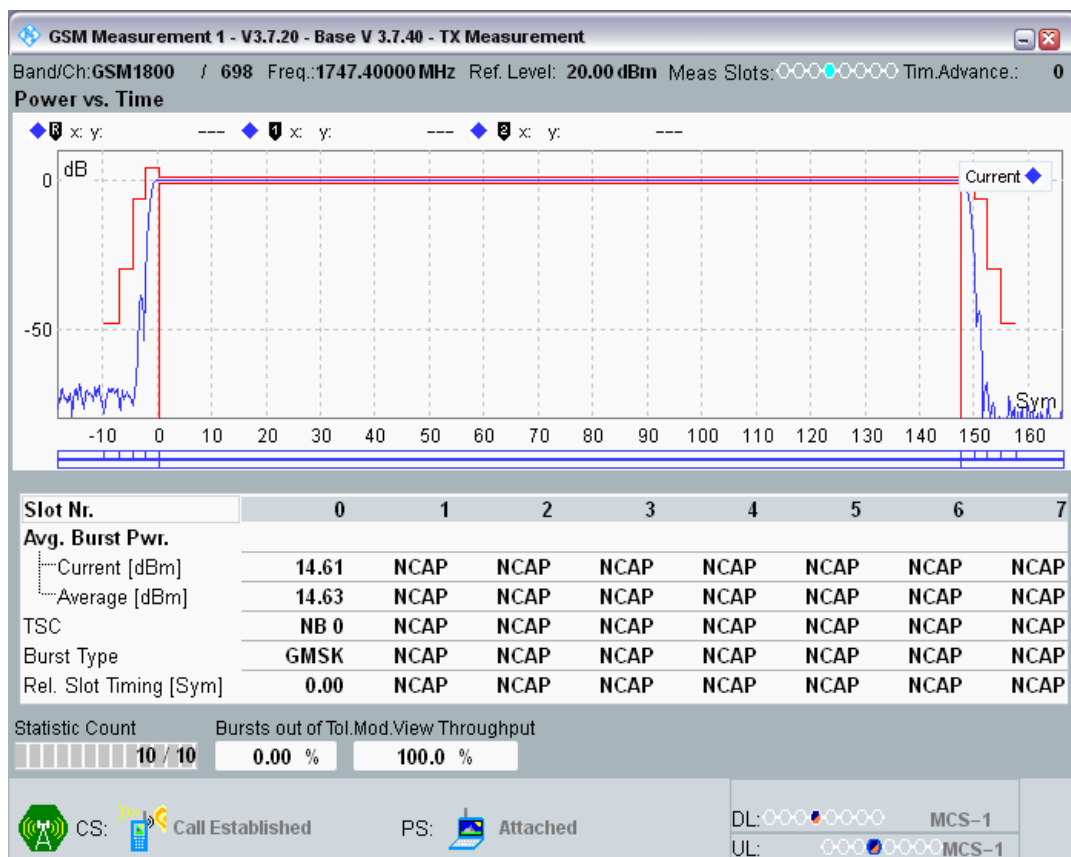 GSM Measurement 1 - V3.7.20 - Base V 3.7.40 - TX Measurement
Band/Ch:GSM1800 / 698 Freq.:1747.40000 MHz Ref. Level: 20.00 dBm Meas Slots: Tim.Advance.: 0
Power vs. Time
R x: y: --- 1 x: y: --- 2 x: y: ---
dB
Current
0
-50
Sym
-10 0 10 20 30 40 50 60 70 80 90 100 110 120 130 140 150 160
Slot Nr. 0 1 2 3 4 5 6 7
Avg. Burst Pwr.
Current [dBm] 14.61 NCAP NCAP NCAP NCAP NCAP NCAP NCAP
Average [dBm] 14.63 NCAP NCAP NCAP NCAP NCAP NCAP NCAP
TSC NB 0 NCAP NCAP NCAP NCAP NCAP NCAP NCAP
Burst Type GMSK NCAP NCAP NCAP NCAP NCAP NCAP NCAP
Rel. Slot Timing [Sym] 0.00 NCAP NCAP NCAP NCAP NCAP NCAP NCAP
Statistic Count Bursts out of Tol.Mod.View Throughput
10 / 10 0.00 % 100.0 %
CS: Call Established PS: Attached
DL: MCS-1
UL: MCS-1